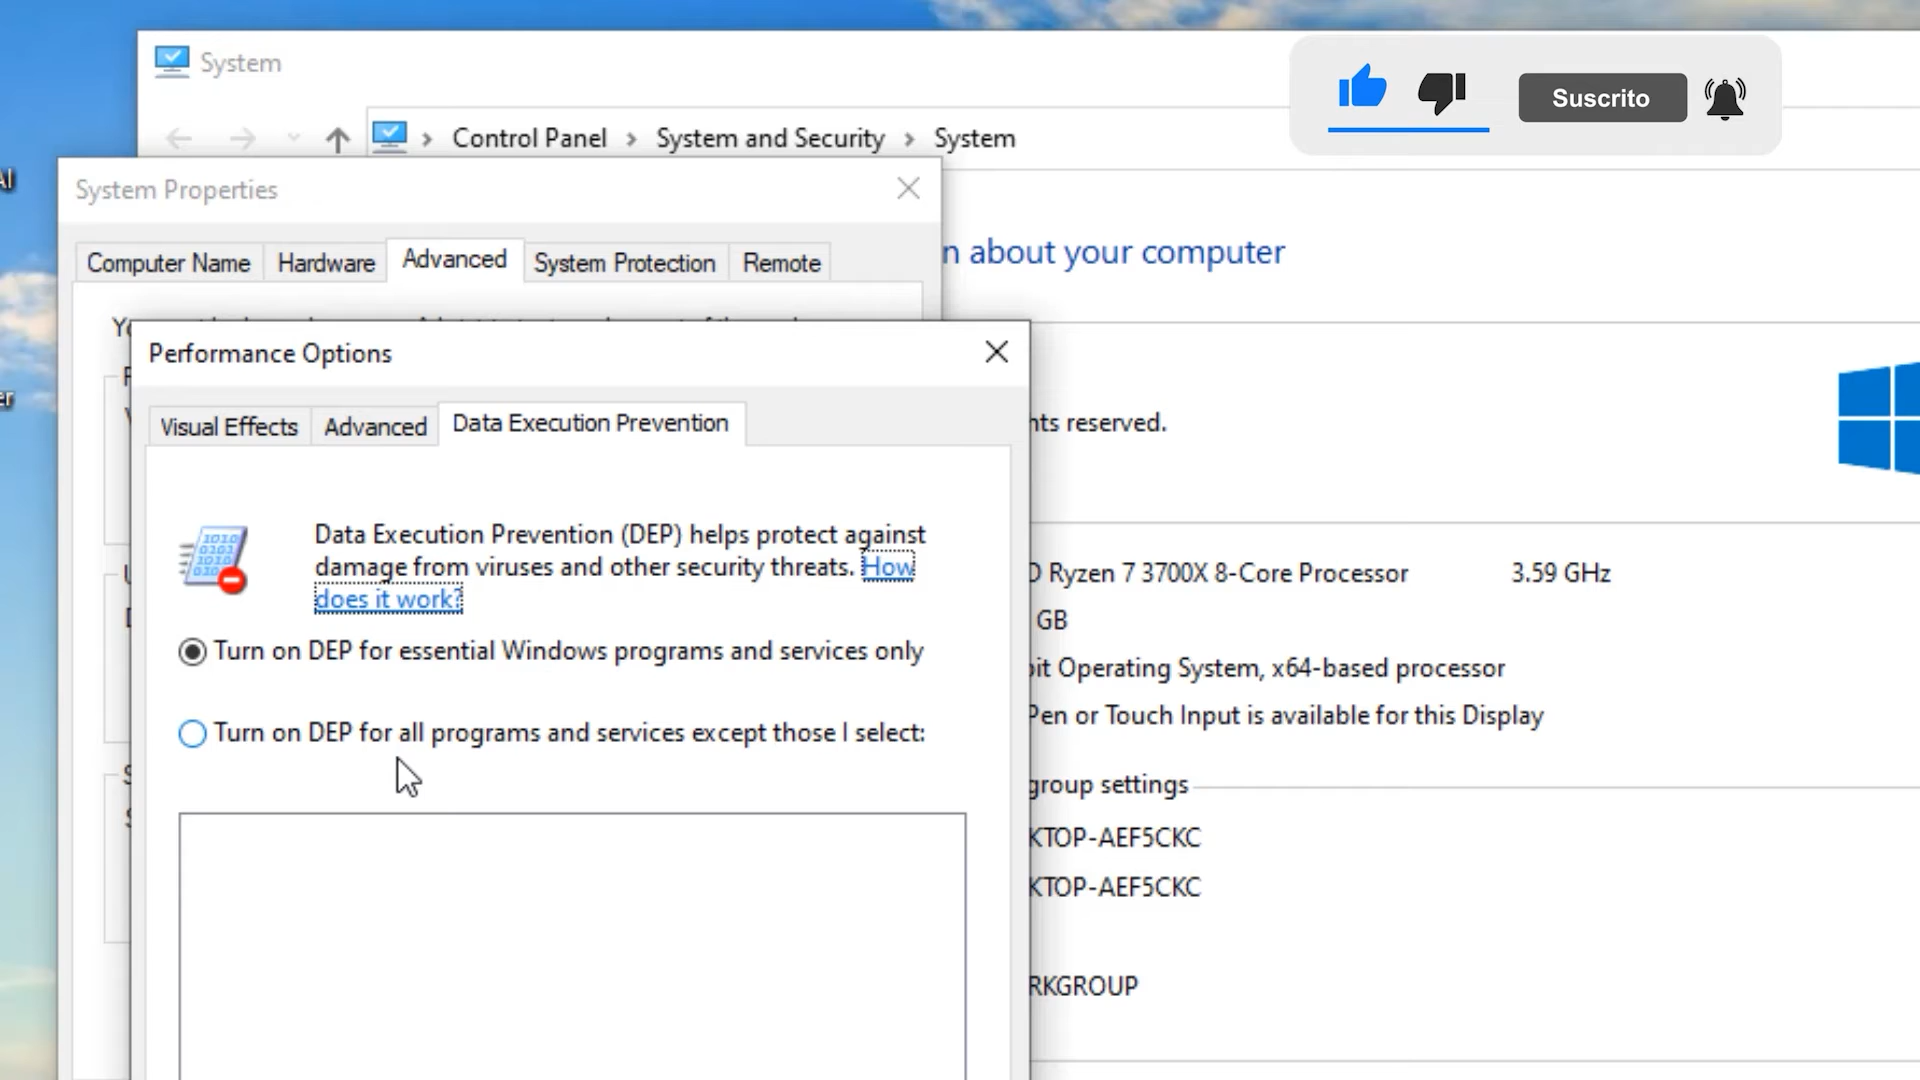 System
Suscrito
Control Panel > System and Security > System
System Properties
Computer Name Hardware Advanced System Protection Remote
about your computer
Performance Options
Visual Effects Advanced Data Execution Prevention
reserved.
Data Execution Prevention (DEP) helps protect against
damage from viruses and other security threats. How
does it work?
Ryzen 7 3700X 8-Core Processor 3.59 GHz
GB
Turn on DEP for essential Windows programs and services only
Operating System, x64-based processor
Pen or Touch Input is available for this Display
Turn on DEP for all programs and services except those I select:
group settings
KTOP-AEF5CKC
KTOP-AEF5CKC
RKGROUP